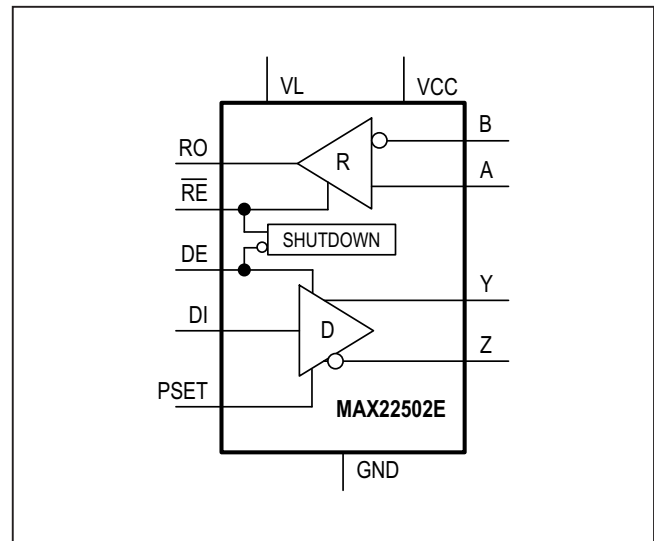 VL
VCC
B
RO
R
A
RE
SHUTDOWN
DE
Y
DI
D
Z
PSET
MAX22502E
GND